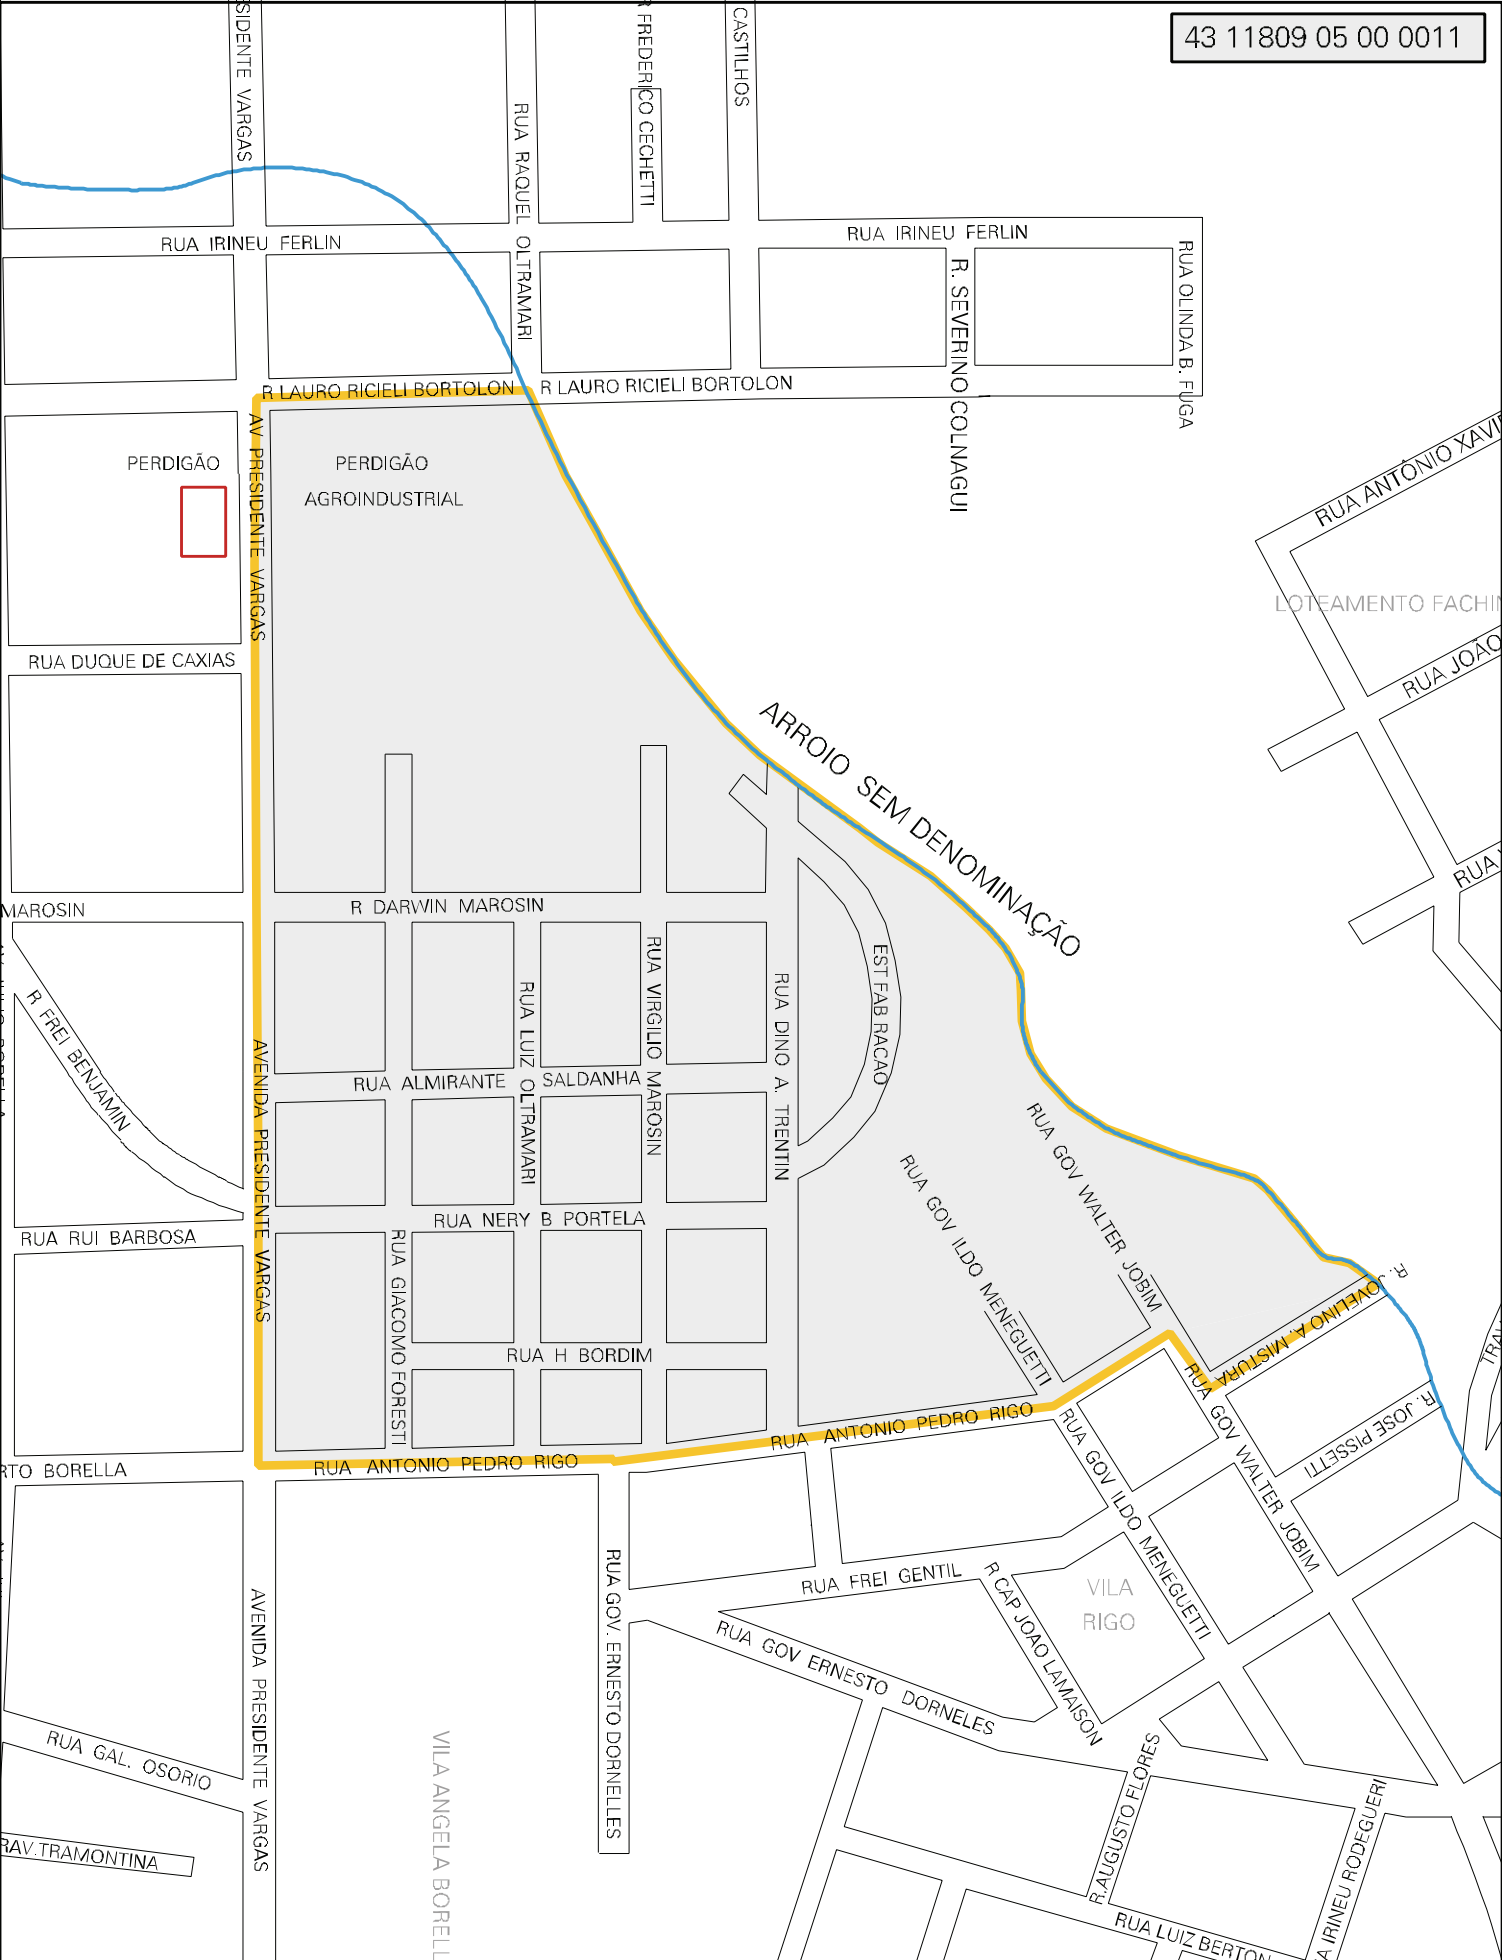 43 11809 05 00 0011
CASTILHOS
FREDERICO CECHETTI
SIDENTE VARGAS
RUA RAQUEL OLTRAMARI
RUA IRINEU FERLIN
RUA IRINEU FERLIN
RUA OLINDA B. FUGA
R. SEVERINO COLNAGUI
R LAURO RICIELI BORTOLON
R LAURO RICIELI BORTOLON
AV PRESIDENTE VARGAS
PERDIGÃO
PERDIGÃO
AGROINDUSTRIAL
RUA ANTÔNIO XAVI
LOTEAMENTO FACHIN
RUA JOÃO
RUA DUQUE DE CAXIAS
ARROIO SEM DENOMINAÇÃO
RUA
MAROSIN
R DARWIN MAROSIN
EST FAB RACAO
RUA VIRGILIO MAROSIN
RUA LUIZ OLTRAMARI
RUA DINO A. TRENTIN
R FREI BENJAMIN
AVENIDA PRESIDENTE VARGAS
RUA ALMIRANTE SALDANHA
RUA GOV WALTER JOBIM
RUA GOV ILDO MENEGUETTI
RUA NERY B PORTELA
RUA RUI BARBOSA
RUA GIACOMO FORESTI
R. JOVELINO A. MISTURA
RUA H BORDIM
RUA GOV WALTER JOBIM
R. JOSE PISSETTI
TRA
RUA ANTONIO PEDRO RIGO
RUA ANTONIO PEDRO RIGO
RTO BORELLA
RUA GOV ILDO MENEGUETTI
RUA GOV. ERNESTO DORNELLES
RUA FREI GENTIL
R CAP JOAO LAMAISON
VILA
RIGO
AVENIDA PRESIDENTE VARGAS
RUA GOV ERNESTO DORNELES
RUA GAL. OSORIO
VILA ANGELA BORELL
R.AUGUSTO FLORES
A IRINEU RODEGUERI
RAV.TRAMONTINA
RUA LUIZ BERTON